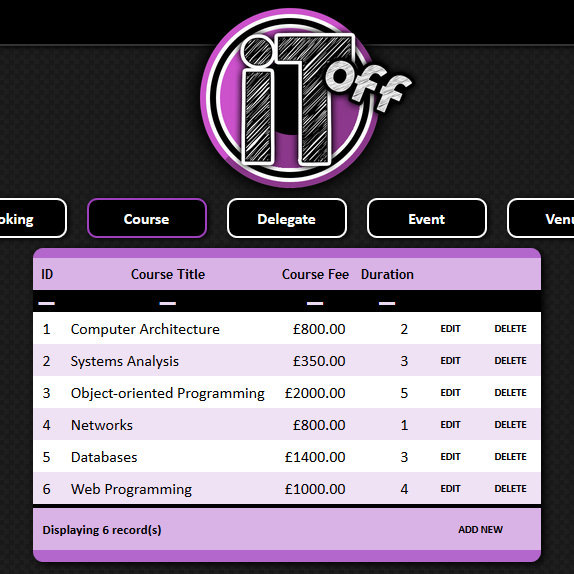 iT off
oking Course Delegate Event Venu
ID Course Title Course Fee Duration
1 Computer Architecture £800.00 2 EDIT DELETE
2 Systems Analysis £350.00 3 EDIT DELETE
3 Object-oriented Programming £2000.00 5 EDIT DELETE
4 Networks £800.00 1 EDIT DELETE
5 Databases £1400.00 3 EDIT DELETE
6 Web Programming £1000.00 4 EDIT DELETE
Displaying 6 record(s) ADD NEW